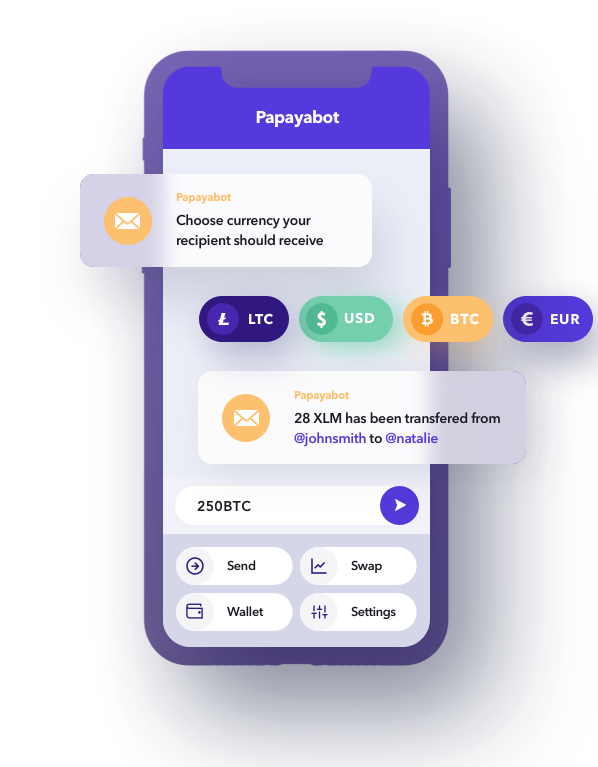 Papayabot
Papayabot
Choose currency your
recipient should receive
Ł LTC
$ USD
₿ BTC
€ EUR
Papayabot
28 XLM has been transfered from
@johnsmith to @natalie
250BTC
Send
Swap
Wallet
Settings